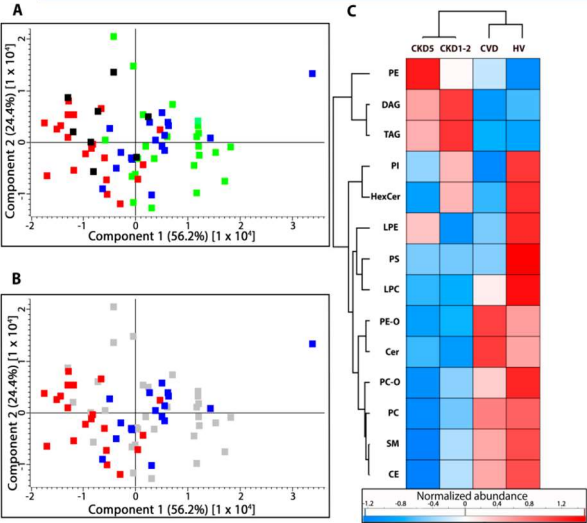 A
Component 2 (24.4%) [1 x 10⁴]
2
1
0
-1
-2
-1
0
1
2
3
Component 1 (56.2%) [1 x 10⁴]
B
Component 2 (24.4%) [1 x 10⁴]
2
1
0
-1
-2
-1
0
1
2
3
Component 1 (56.2%) [1 x 10⁴]
C
CKD5 CKD1-2 CVD HV
PE
DAG
TAG
PI
HexCer
LPE
PS
LPC
PE-O
Cer
PC-O
PC
SM
CE
Normalized abundance
-1.2 -0.8 -0.4 0 0.4 0.8 1.2